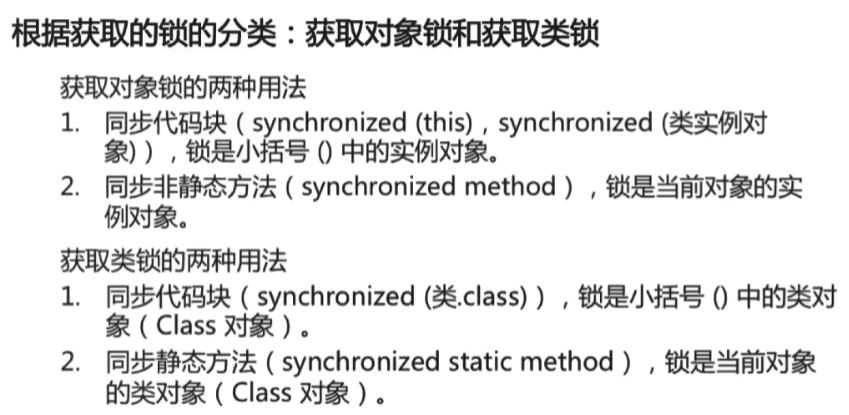 根据获取的锁的分类：获取对象锁和获取类锁
获取对象锁的两种用法
1. 同步代码块（synchronized (this)，synchronized (类实例对
象)），锁是小括号 () 中的实例对象。
2. 同步非静态方法（synchronized method），锁是当前对象的实
例对象。
获取类锁的两种用法
1. 同步代码块（synchronized (类.class)），锁是小括号 () 中的类对
象（Class 对象）。
2. 同步静态方法（synchronized static method），锁是当前对象
的类对象（Class 对象）。